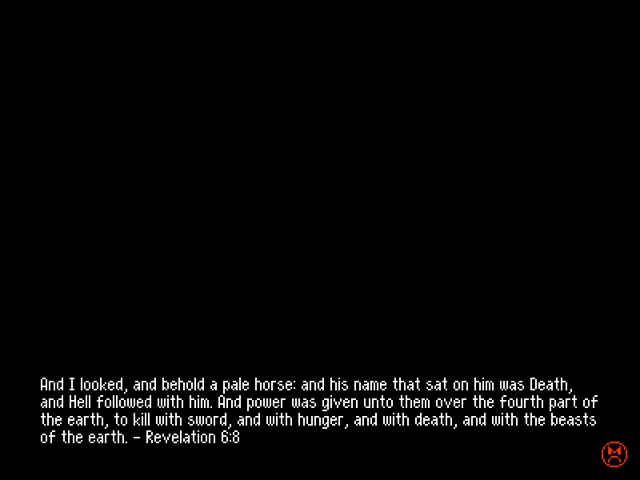 And I looked, and behold a pale horse: and his name that sat on him was Death,
and Hell followed with him. And power was given unto them over the fourth part of
the earth, to kill with sword, and with hunger, and with death, and with the beasts
of the earth. - Revelation 6:8